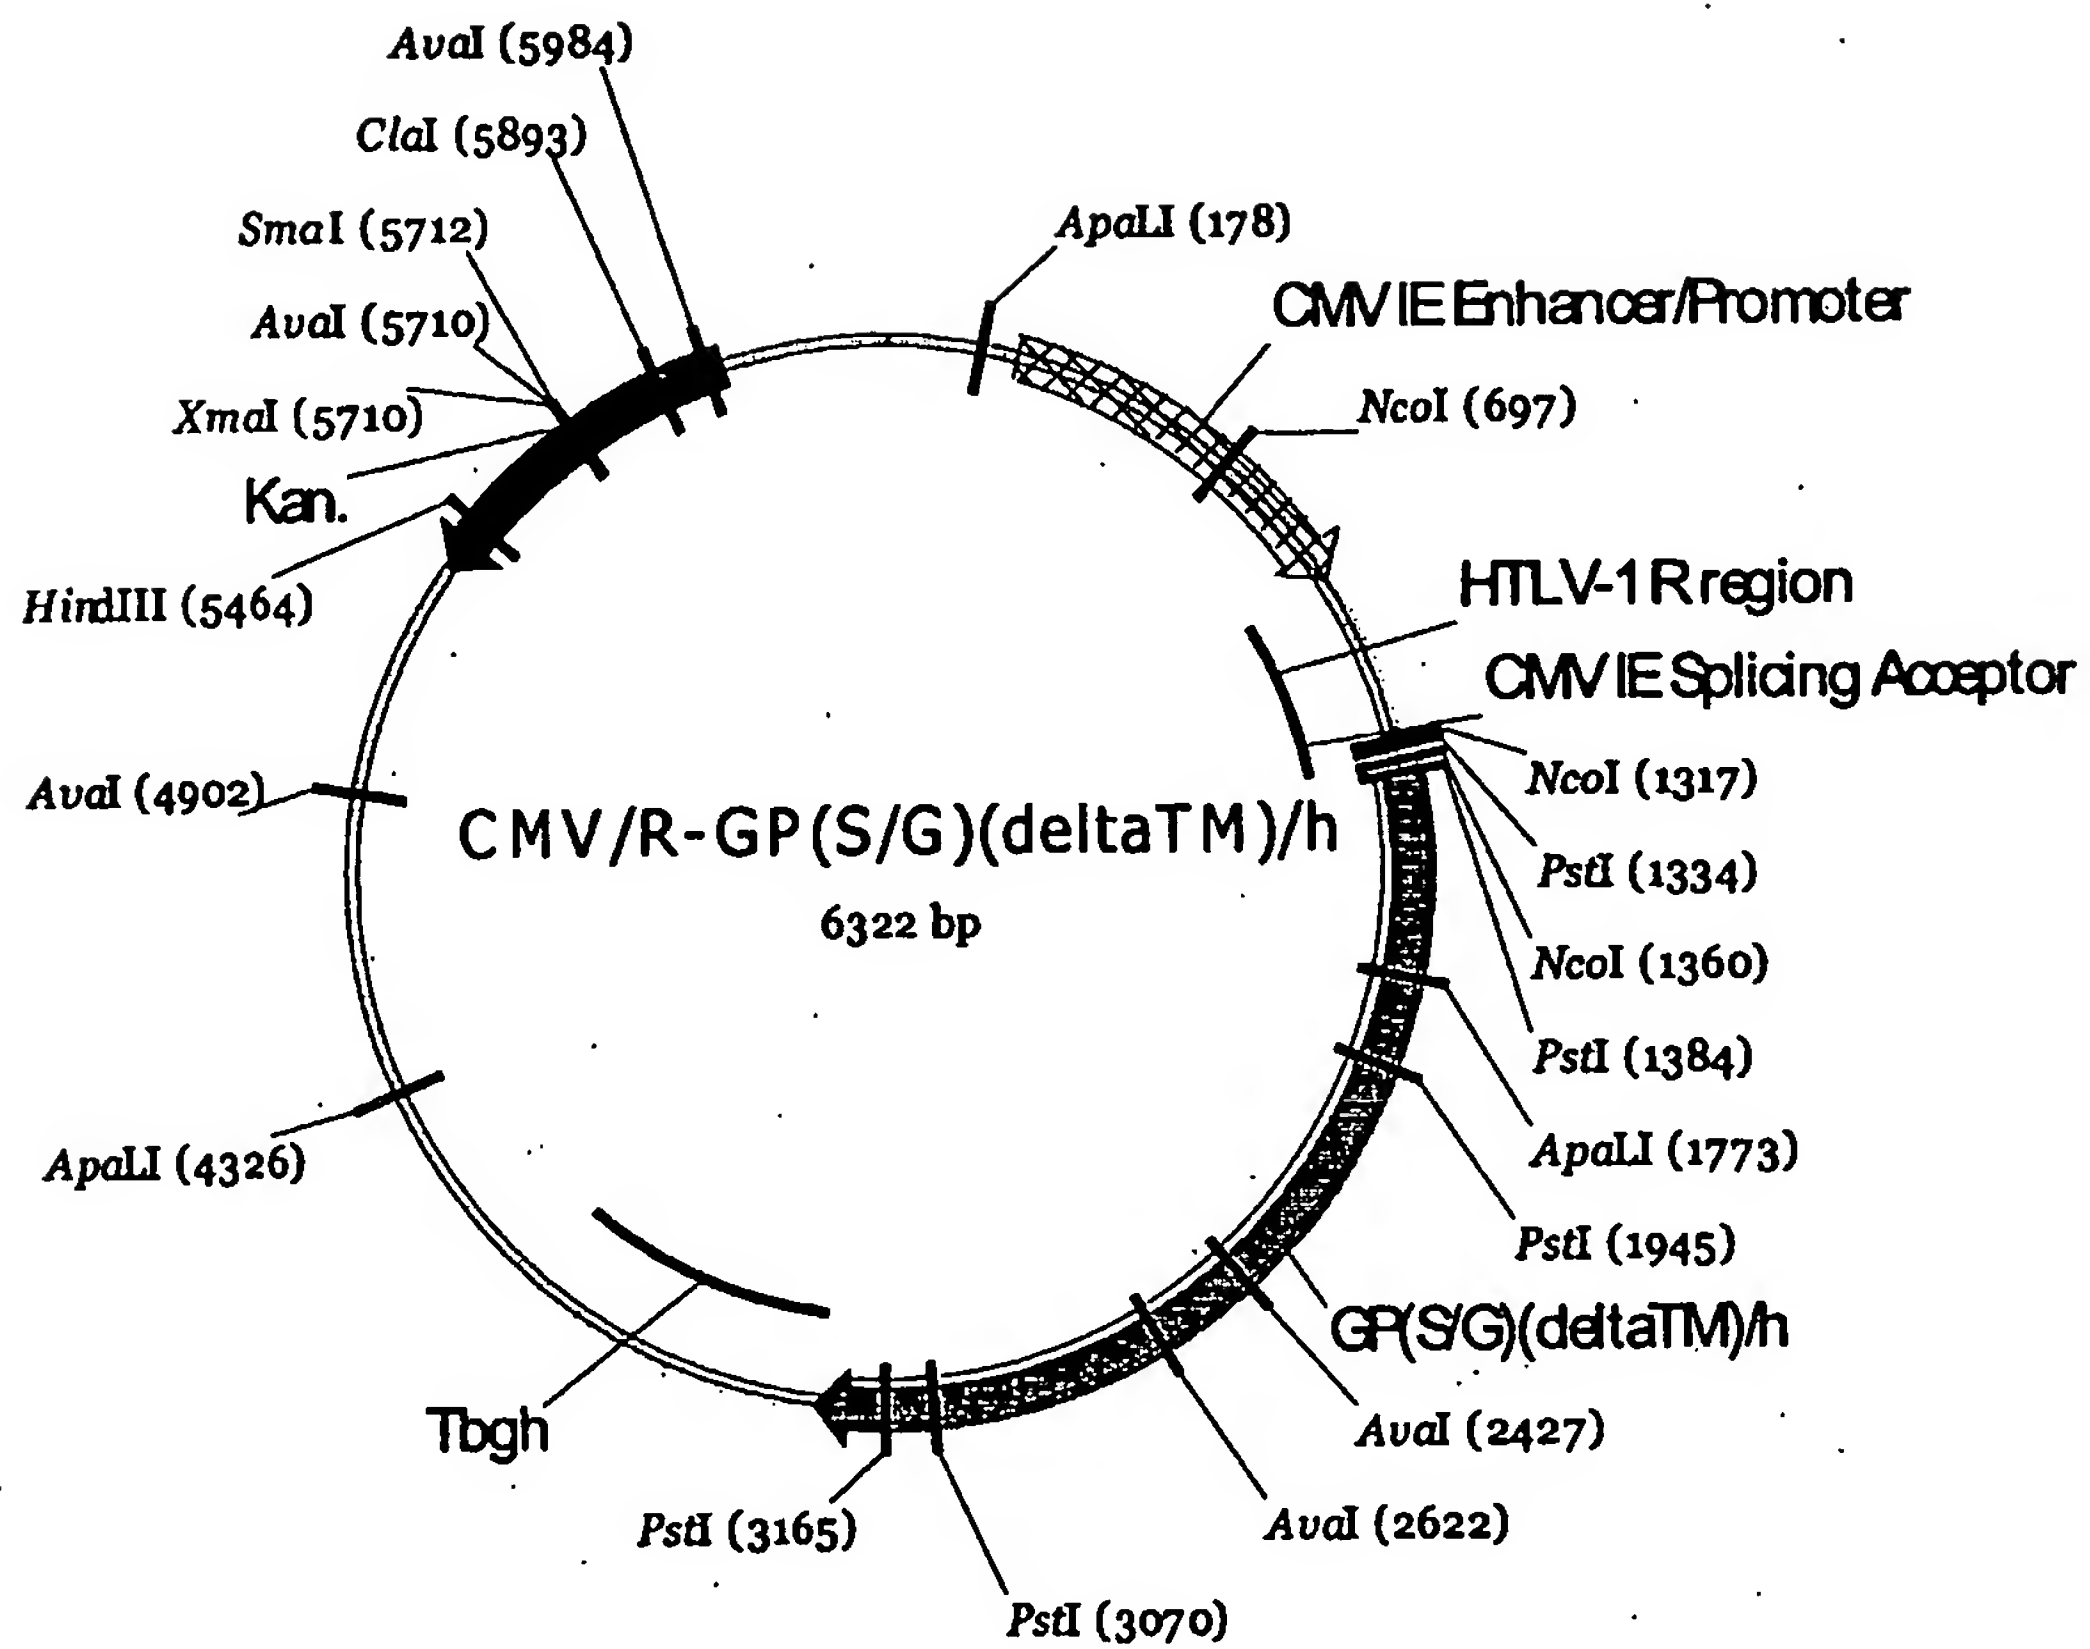 AvaI (5984)
ClaI (5893)
SmaI (5712)
AvaI (5710)
XmaI (5710)
Kan.
HindIII (5464)
AvaI (4902)
ApaLI (4326)
Tbgh
PstI (3165)
PstI (3070)
ApaLI (178)
CMV IE Enhancer/Promoter
NcoI (697)
HTLV-1 R region
CMV IE Splicing Acceptor
NcoI (1317)
PstI (1334)
NcoI (1360)
PstI (1384)
ApaLI (1773)
PstI (1945)
GP(S/G)(deltaTM)/h
AvaI (2427)
AvaI (2622)
CMV/R-GP(S/G)(deltaTM)/h
6322 bp